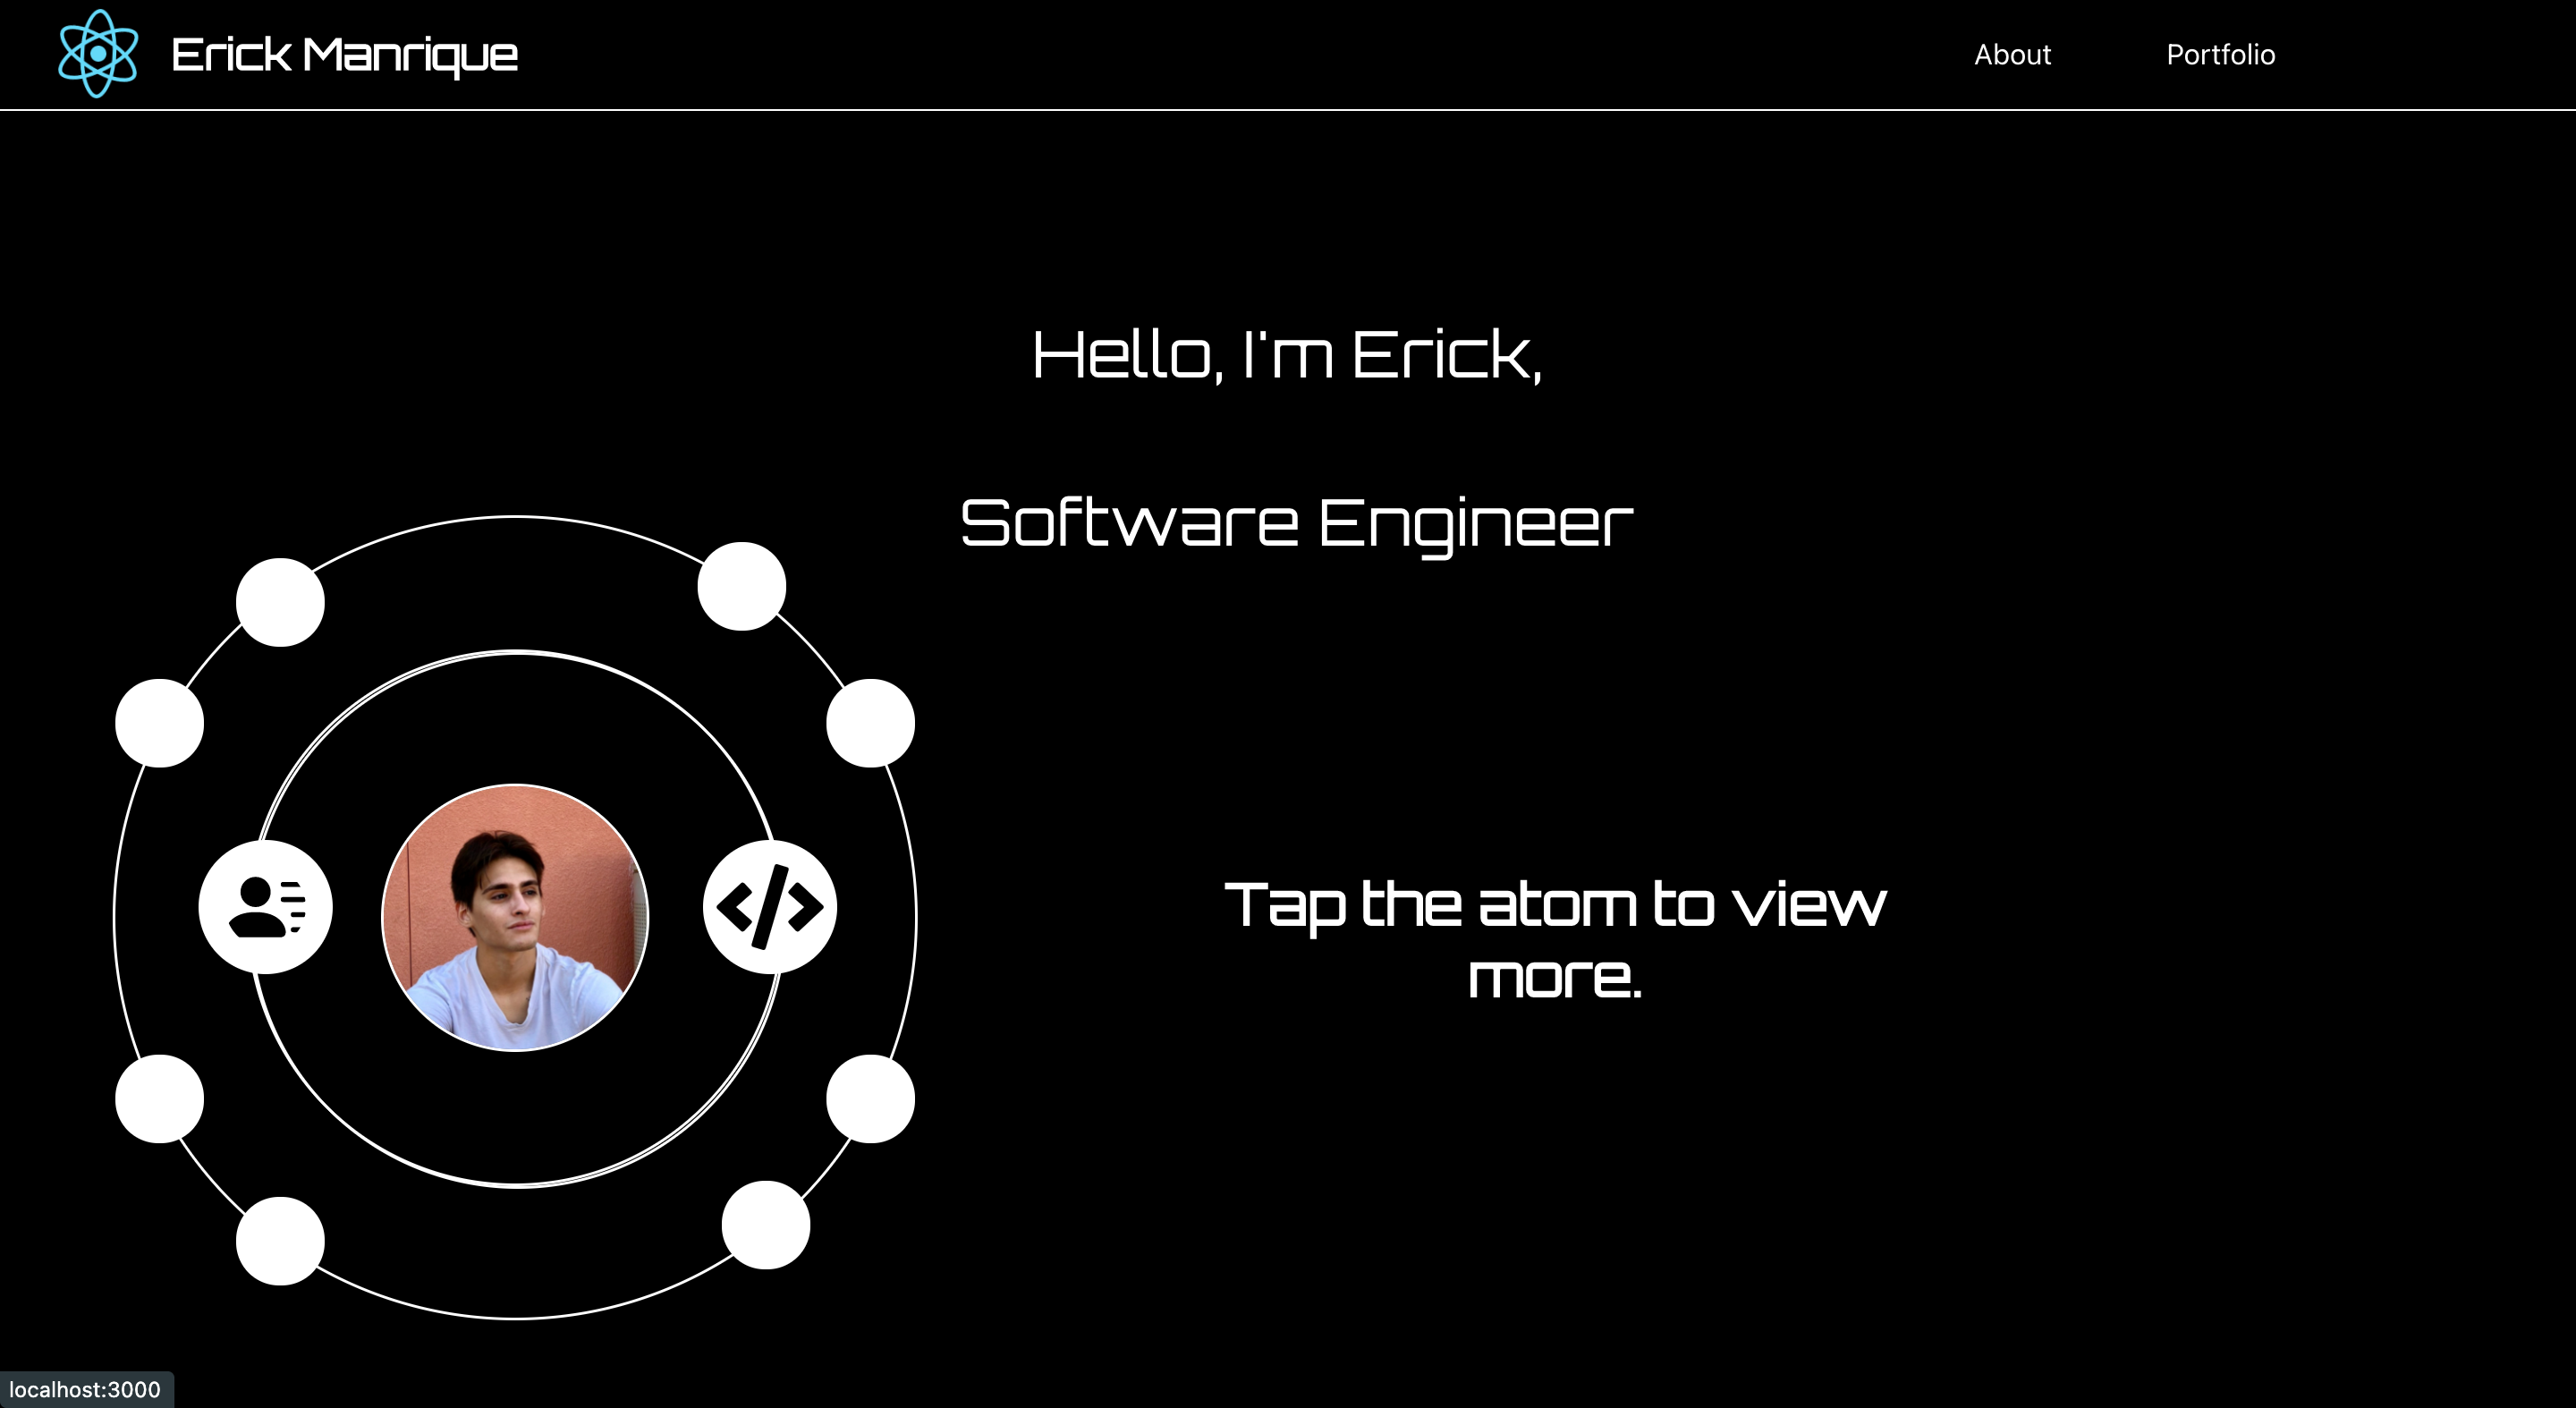 Erick Manrique
About
Portfolio
Hello, I'm Erick,
Software Engineer
Tap the atom to view
more.
localhost:3000